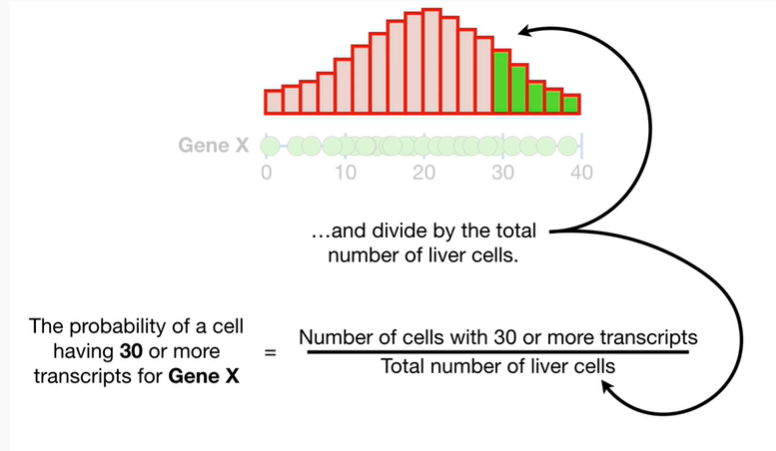 Gene X
0 10 20 30 40
...and divide by the total
number of liver cells.
The probability of a cell
having 30 or more
transcripts for Gene X
=
Number of cells with 30 or more transcripts
Total number of liver cells